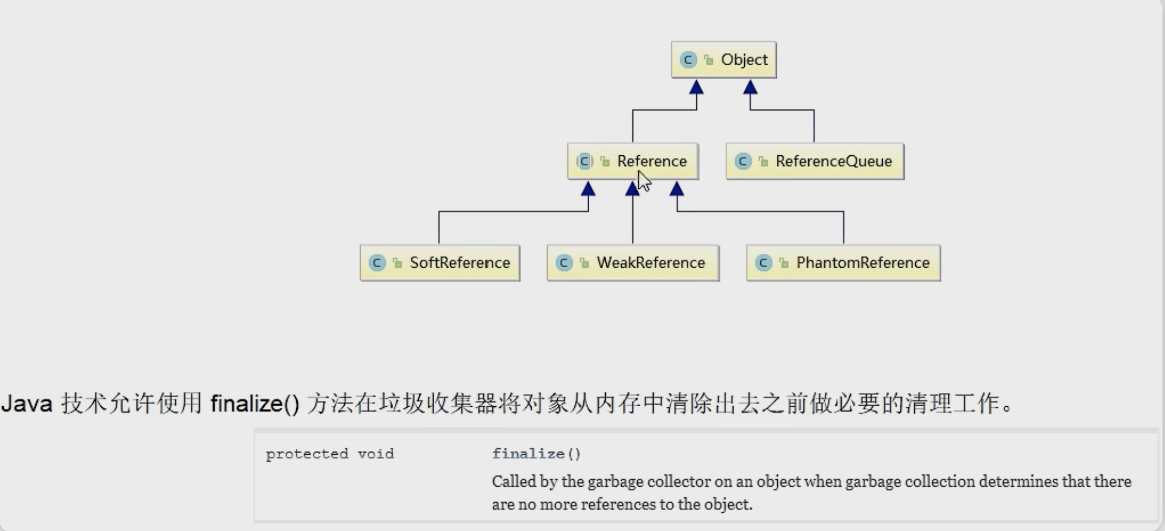 C Object
C Reference
C ReferenceQueue
C SoftReference
C WeakReference
C PhantomReference
Java 技术允许使用 finalize() 方法在垃圾收集器将对象从内存中清除出去之前做必要的清理工作。
protected void finalize()
Called by the garbage collector on an object when garbage collection determines that there
are no more references to the object.